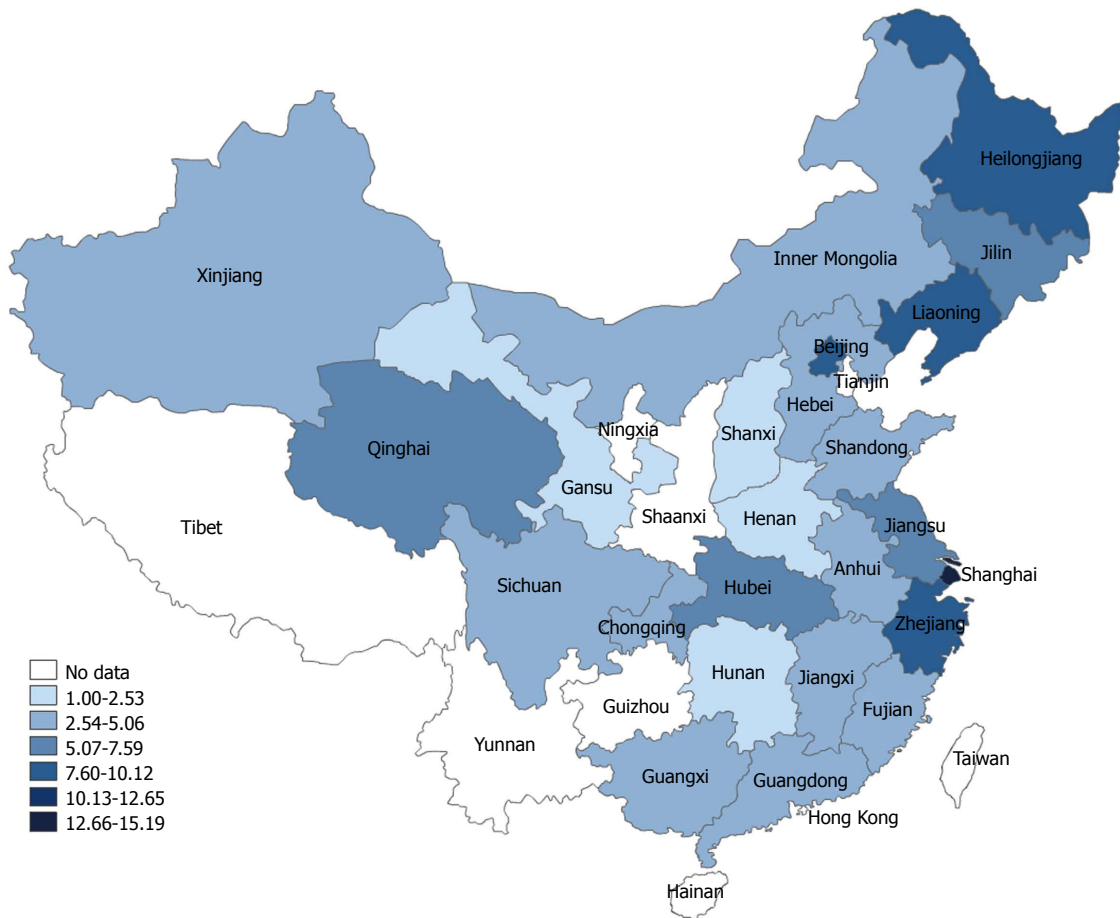 Heilongjiang
Jilin
Inner Mongolia
Xinjiang
Liaoning
Beijing
Tianjin
Hebei
Ningxia
Shanxi
Shandong
Qinghai
Gansu
Shaanxi
Henan
Jiangsu
Tibet
Anhui
Shanghai
Sichuan
Hubei
Chongqing
Zhejiang
Hunan
Jiangxi
Guizhou
Fujian
Yunnan
Taiwan
Guangxi
Guangdong
Hong Kong
Hainan
No data
1.00-2.53
2.54-5.06
5.07-7.59
7.60-10.12
10.13-12.65
12.66-15.19